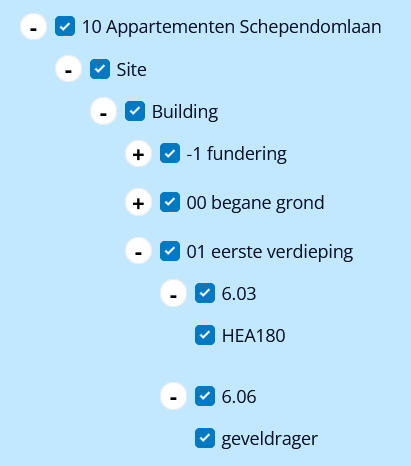 - 10 Appartementen Schependomlaan
- Site
- Building
+ -1 fundering
+ 00 begane grond
- 01 eerste verdieping
- 6.03
HEA180
- 6.06
geveldrager